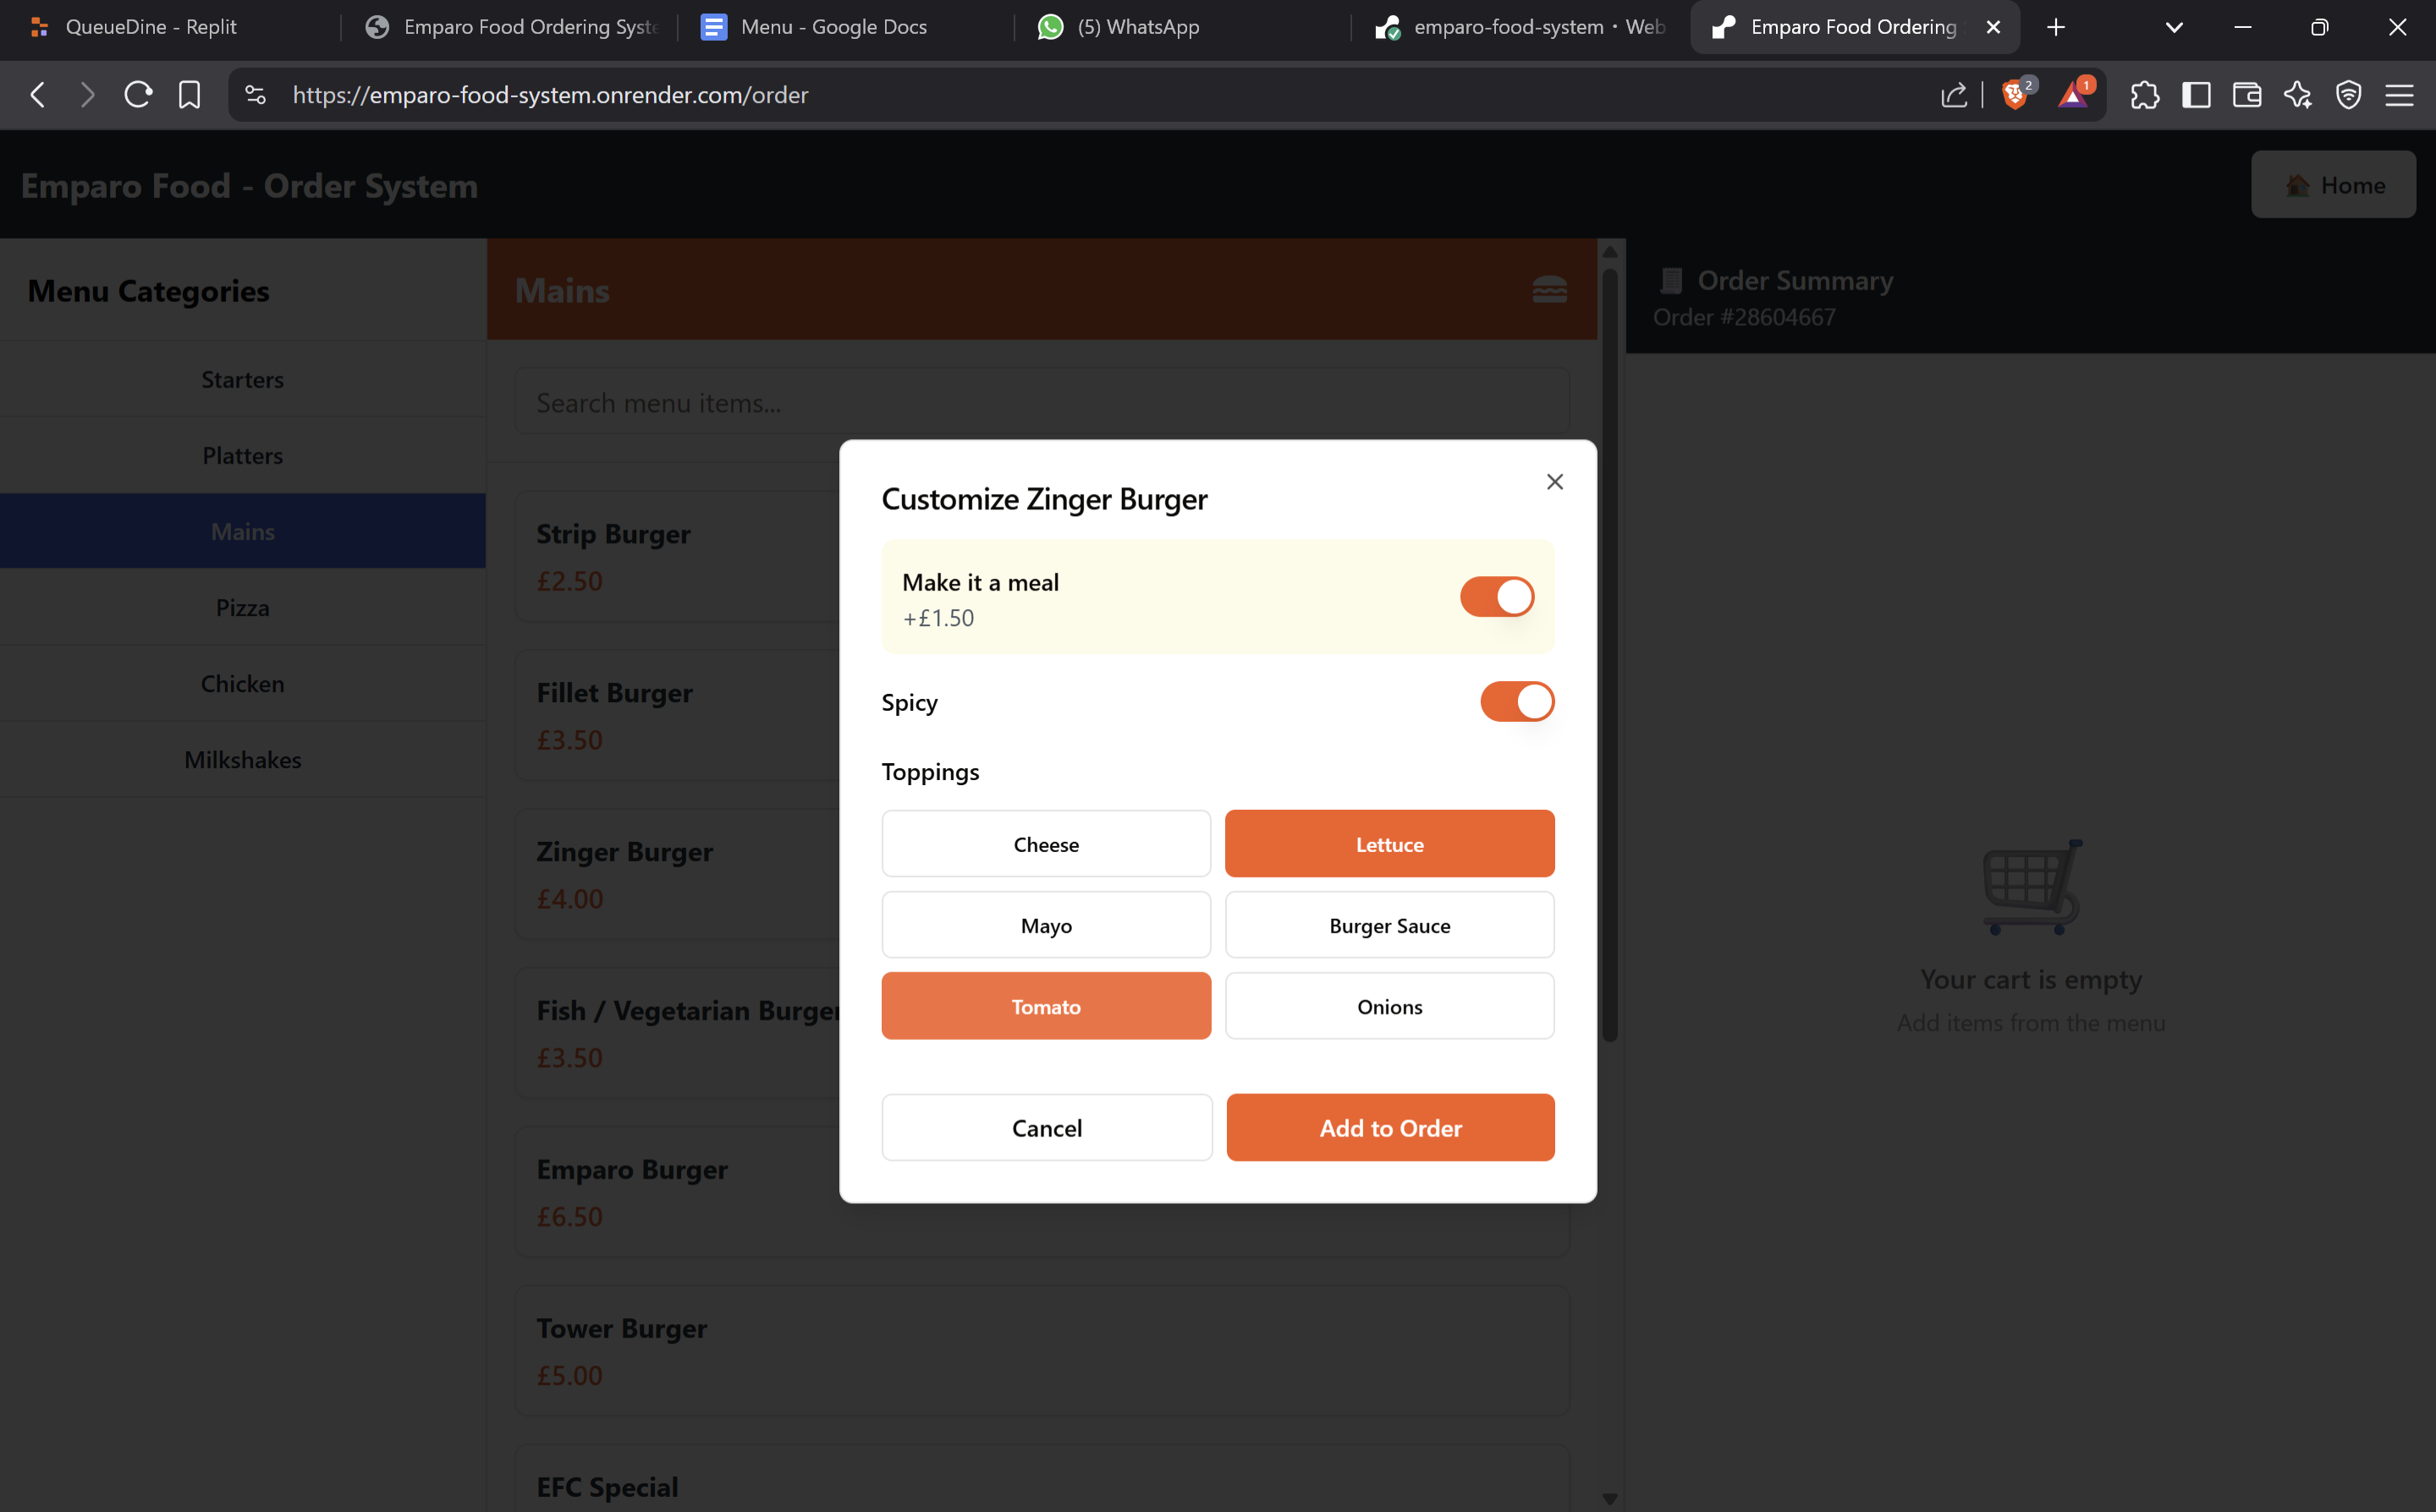 QueueDine - Replit
Emparo Food Ordering Syste
Menu - Google Docs
(5) WhatsApp
emparo-food-system • Web
Emparo Food Ordering
https://emparo-food-system.onrender.com/order
2
1
Emparo Food - Order System
Home
Menu Categories
Starters
Platters
Mains
Pizza
Chicken
Milkshakes
Mains
Search menu items...
Strip Burger
£2.50
Fillet Burger
£3.50
Zinger Burger
£4.00
Fish / Vegetarian Burger
£3.50
Emparo Burger
£6.50
Tower Burger
£5.00
EFC Special
Customize Zinger Burger
Make it a meal
+£1.50
Spicy
Toppings
Cheese
Lettuce
Mayo
Burger Sauce
Tomato
Onions
Cancel
Add to Order
Order Summary
Order #28604667
Your cart is empty
Add items from the menu